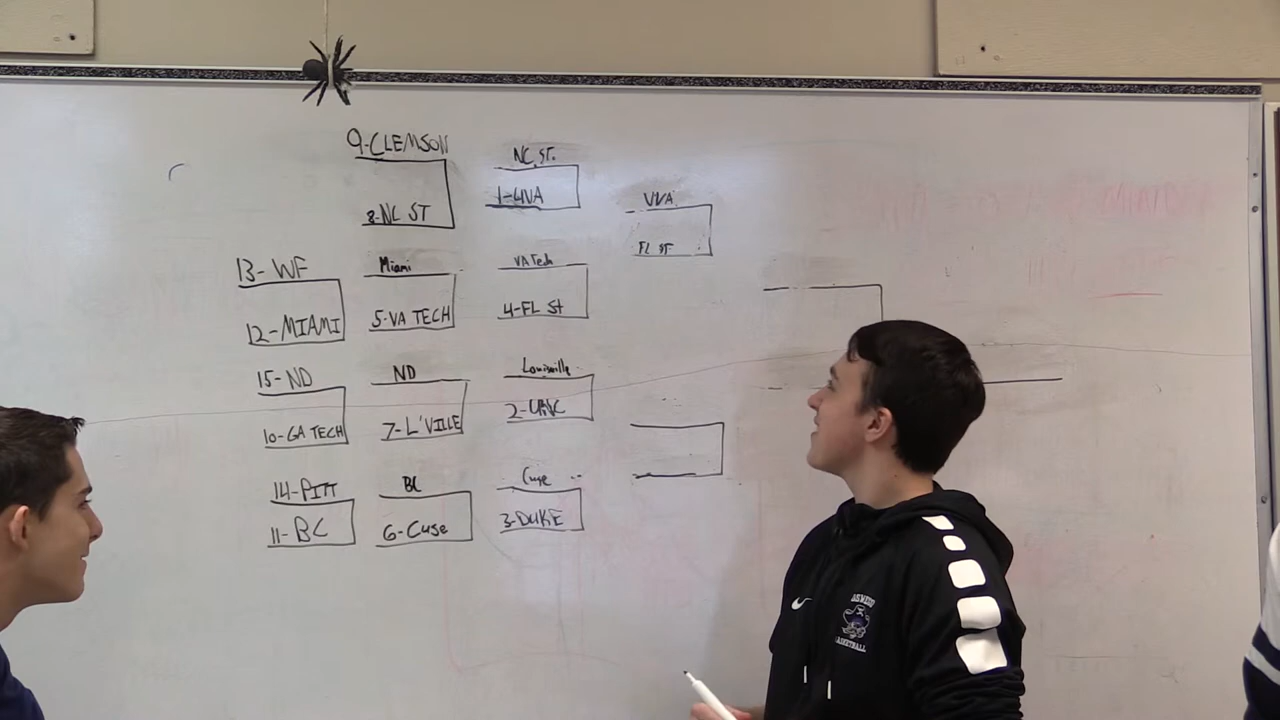 9-CLEMSON
8-NC ST
NC.ST.
1-UVA
UVA
FL ST
13- WF
12-MIAMI
Miami
5-VA TECH
VA Tech
4-FL St
15-ND
10-GA TECH
ND
7-L'VILLE
Louisville
2-UNC
14-PITT
11-BC
BC
6-Cuse
Cuse
3-DUKE
OSWEGO
BASKETBALL